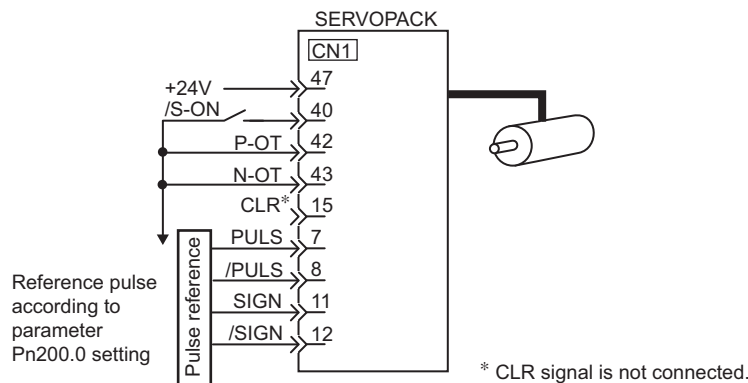 SERVOPACK
CN1
+24V 47
/S-ON 40
P-OT 42
N-OT 43
CLR* 15
PULS 7
/PULS 8
SIGN 11
/SIGN 12
Pulse reference
Reference pulse
according to
parameter
Pn200.0 setting
* CLR signal is not connected.